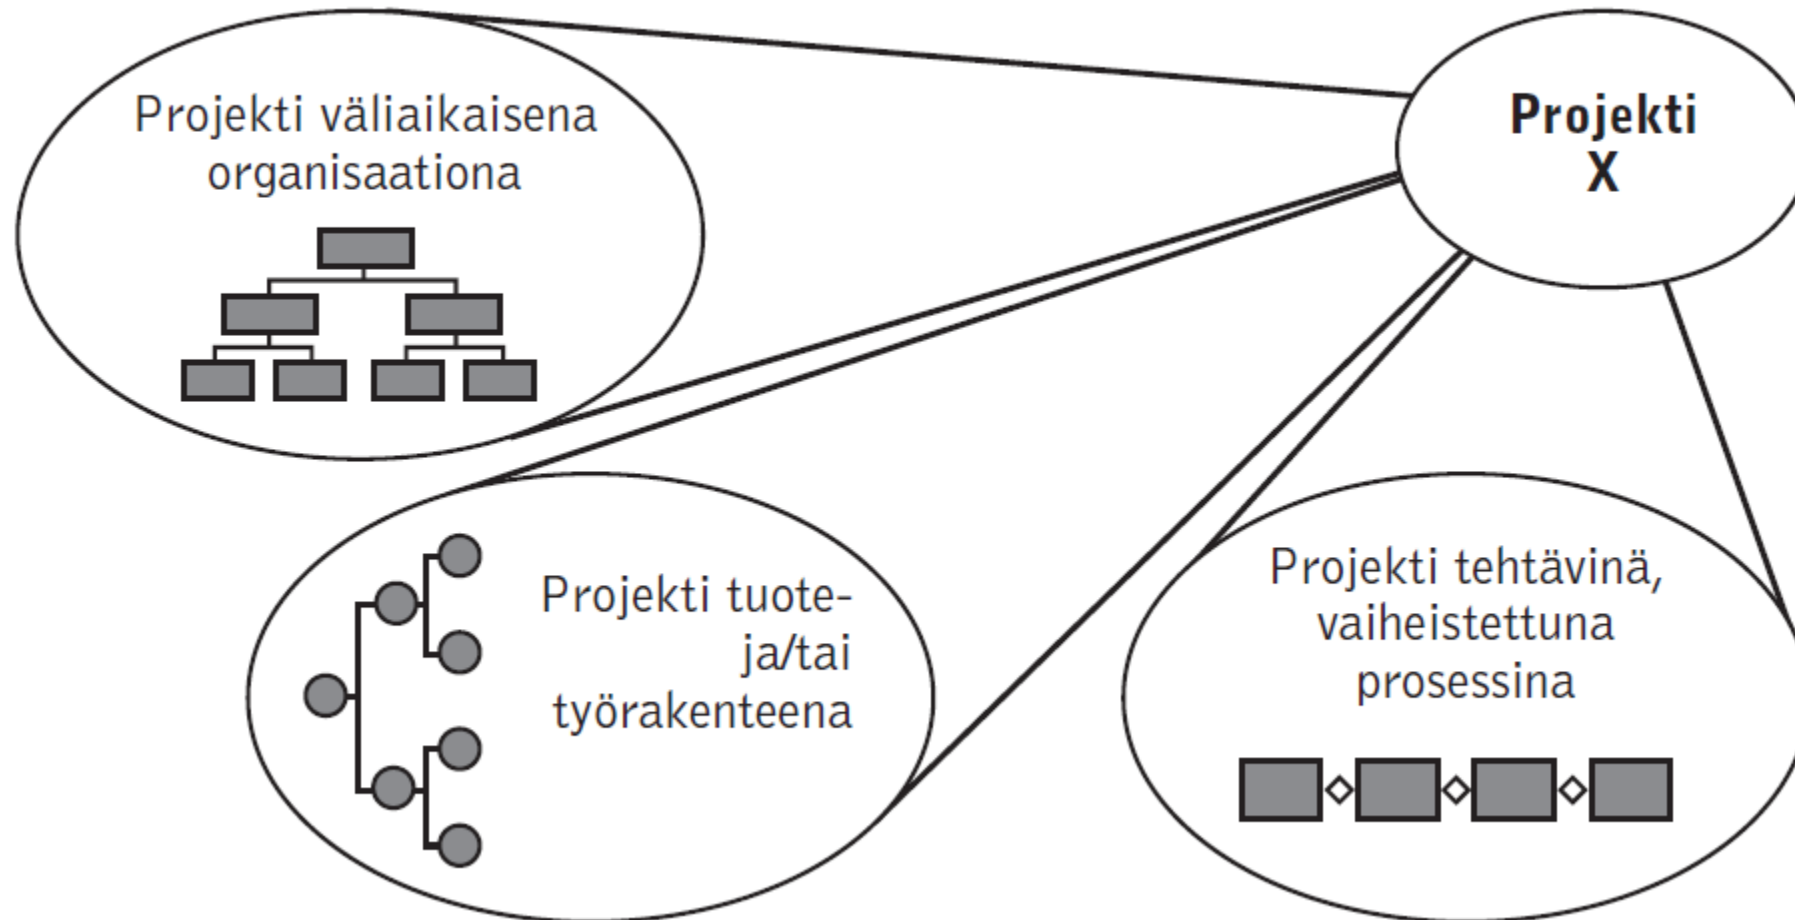 Projekti väliaikaisena
organisaationa
Projekti
X
Projekti tuote-
ja/tai
työrakenteena
Projekti tehtävinä,
vaiheistettuna
prosessina